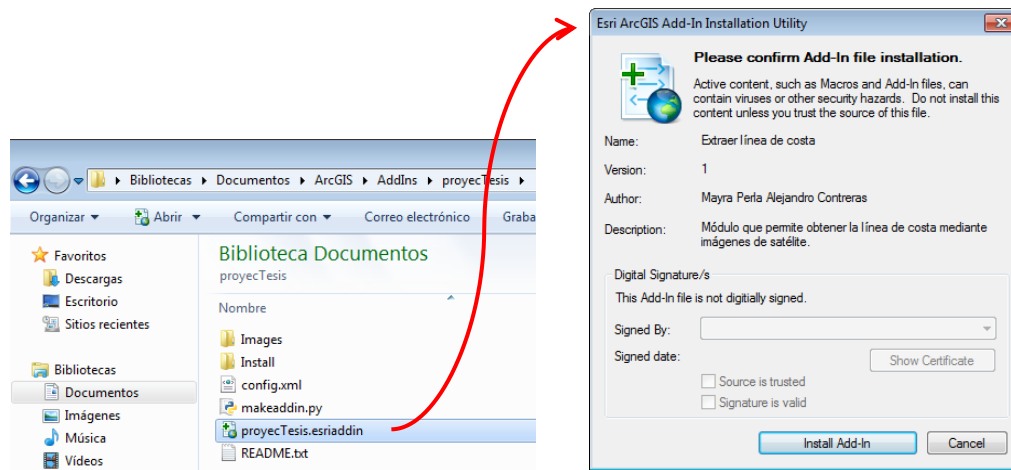 Bibliotecas Documentos ArcGIS AddIns proyecTesis
Organizar Abrir Compartir con Correo electrónico Graba
Favoritos
Descargas
Escritorio
Sitios recientes
Bibliotecas
Documentos
Imágenes
Música
Vídeos
Biblioteca Documentos
proyecTesis
Nombre
Images
Install
config.xml
makeaddin.py
proyecTesis.esriaddin
README.txt
Esri ArcGIS Add-In Installation Utility
Please confirm Add-In file installation.
Active content, such as Macros and Add-In files, can
contain viruses or other security hazards. Do not install this
content unless you trust the source of this file.
Name: Extraer línea de costa
Version: 1
Author: Mayra Perla Alejandro Contreras
Description: Módulo que permite obtener la línea de costa mediante
imágenes de satélite.
Digital Signature/s
This Add-In file is not digitially signed.
Signed By:
Signed date: Show Certificate
Source is trusted
Signature is valid
Install Add-In Cancel